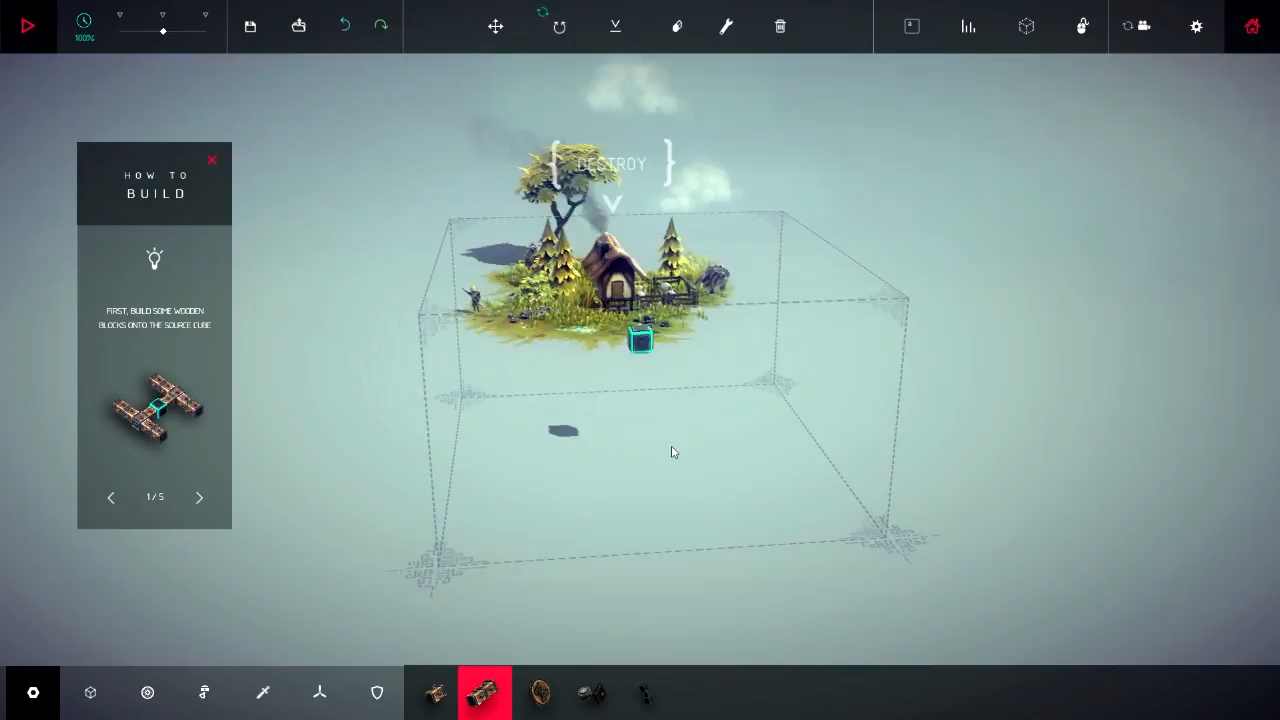 100%
DESTROY
HOW TO
BUILD
FIRST, BUILD SOME WOODEN
BLOCKS ONTO THE SOURCE CUBE
1/5